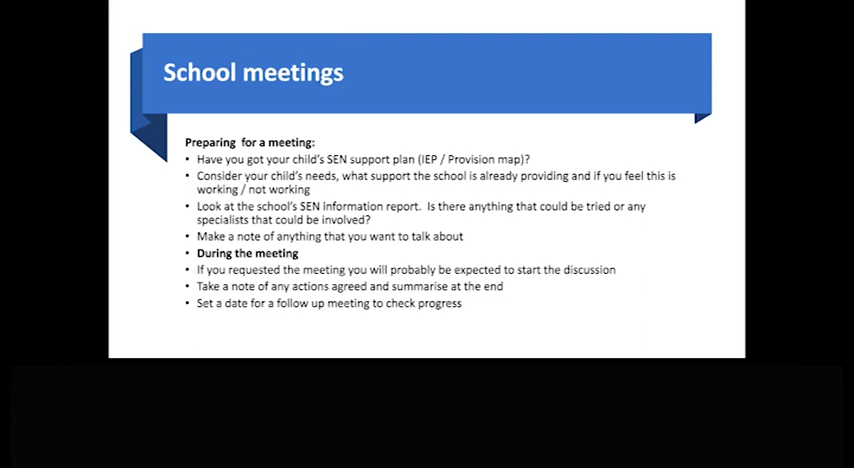 School meetings
Preparing  for a meeting:
• Have you got your child's SEN support plan (IEP / Provision map)?
• Consider your child's needs, what support the school is already providing and if you feel this is
working / not working
• Look at the school's SEN information report.  Is there anything that could be tried or any
specialists that could be involved?
• Make a note of anything that you want to talk about
• During the meeting
• If you requested the meeting you will probably be expected to start the discussion
• Take a note of any actions agreed and summarise at the end
• Set a date for a follow up meeting to check progress